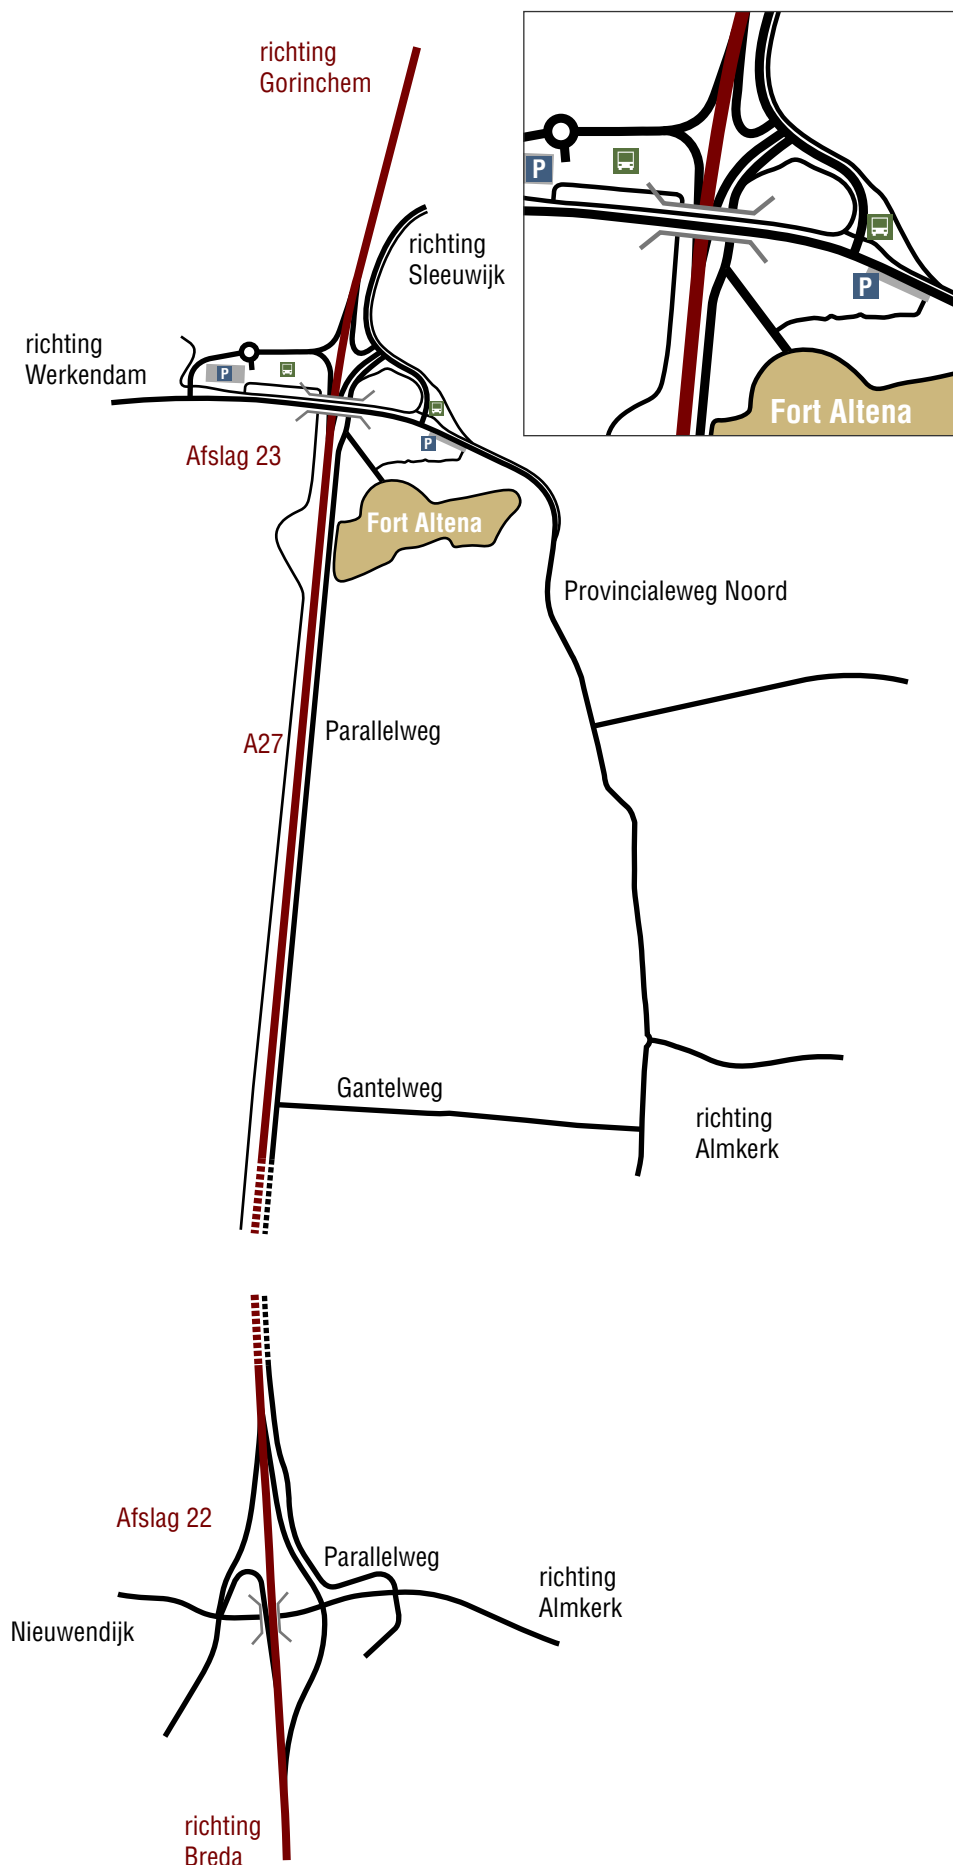 richting
Gorinchem
richting
Sleeuwijk
richting
Werkendam
P
P
P
P
Fort Altena
Afslag 23
Fort Altena
Provincialeweg Noord
A27
Parallelweg
Gantelweg
richting
Almkerk
Afslag 22
Parallelweg
richting
Almkerk
Nieuwendijk
richting
Breda